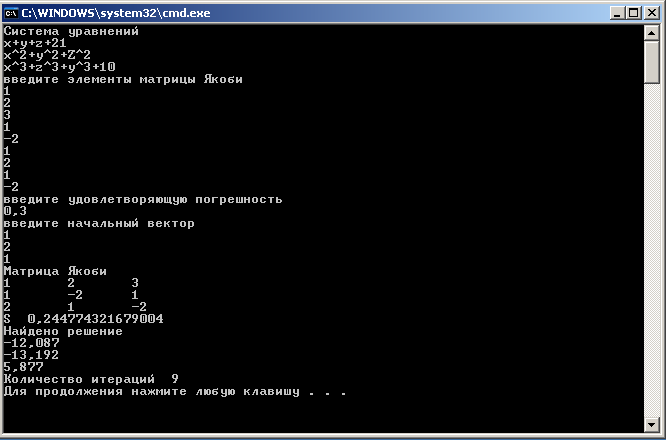 C:\WINDOWS\system32\cmd.exe
Система уравнений
x+y+z+21
x^2+y^2+Z^2
x^3+z^3+y^3+10
введите элементы матрицы Якоби
1
2
3
1
-2
1
2
1
-2
введите удовлетворяющую погрешность
0,3
введите начальный вектор
1
2
1
Матрица Якоби
1 2 3
1 -2 1
2 1 -2
S 0,244774321679004
Найдено решение
-12,087
-13,192
5,877
Количество итераций 9
Для продолжения нажмите любую клавишу . . .